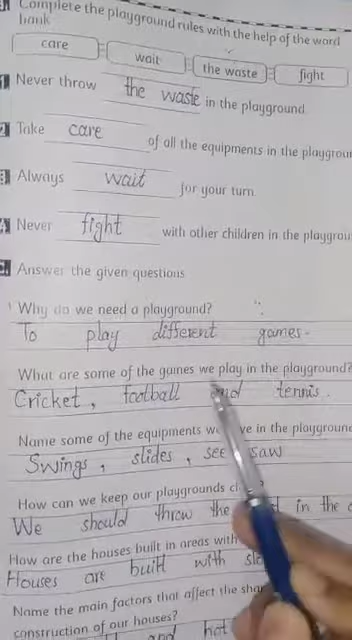 Complete the playground rules with the help of the word
bank
care
wait
the waste
fight
1 Never throw the waste in the playground
2 Take care of all the equipments in the
3 Always wait for your turn
4 Never fight with other children in the
C. Answer the given questions
Why do we need a playground?
To play different games.
What are some of the games we play in the playground?
Cricket, football and tennis.
Name some of the equipments we in the
Swings, slides, see saw
How can we keep our playgrounds
We should throw the in the
How are the houses built in areas with
Houses are built with
Name the main factors that affect the
construction of our houses?
and hot